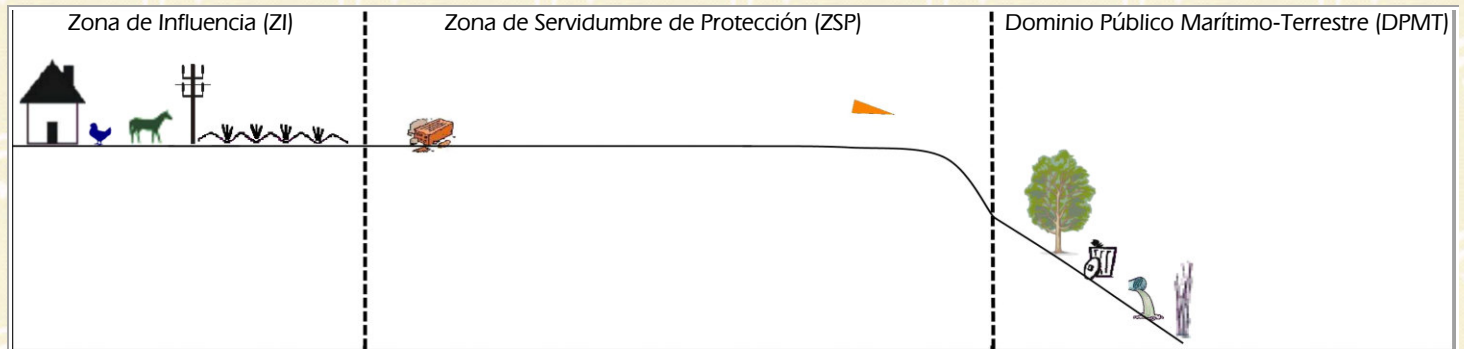 Zona de Influencia (ZI)
Zona de Servidumbre de Protección (ZSP)
Dominio Público Marítimo-Terrestre (DPMT)